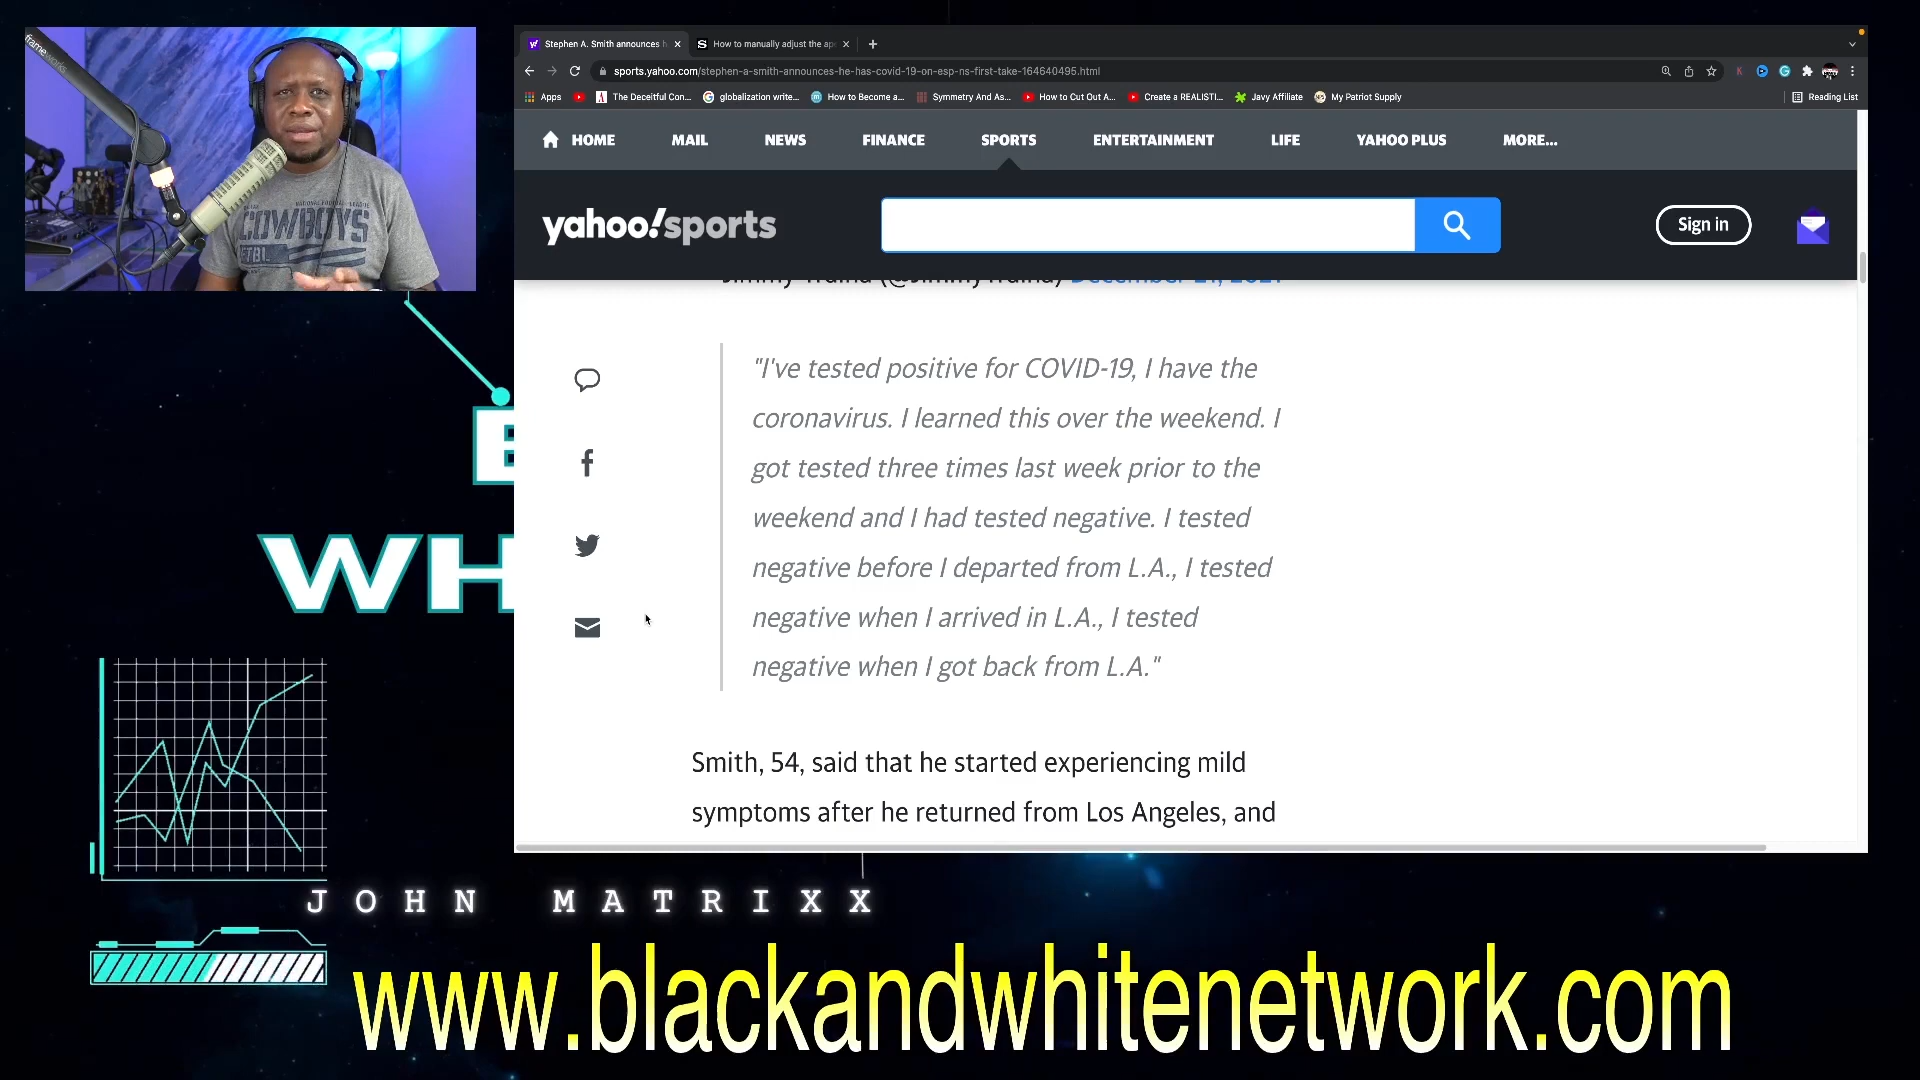 frameworks
COWBOYS
Stephen A. Smith announces h
How to manually adjust the ap
sports.yahoo.com/stephen-a-smith-announces-he-has-covid-19-on-esp-ns-first-take-164640495.html
Apps
The Deceitful Con...
globalization write...
How to Become a...
Symmetry And As...
How to Cut Out A...
Create a REALISTI...
Javy Affiliate
My Patriot Supply
Reading List
HOME MAIL NEWS FINANCE SPORTS ENTERTAINMENT LIFE YAHOO PLUS MORE...
yahoo!sports
Sign in
"I've tested positive for COVID-19, I have the
coronavirus. I learned this over the weekend. I
got tested three times last week prior to the
weekend and I had tested negative. I tested
negative before I departed from L.A., I tested
negative when I arrived in L.A., I tested
negative when I got back from L.A."
Smith, 54, said that he started experiencing mild
symptoms after he returned from Los Angeles, and
WH
JOHN MATRIXX
www.blackandwhitenetwork.com